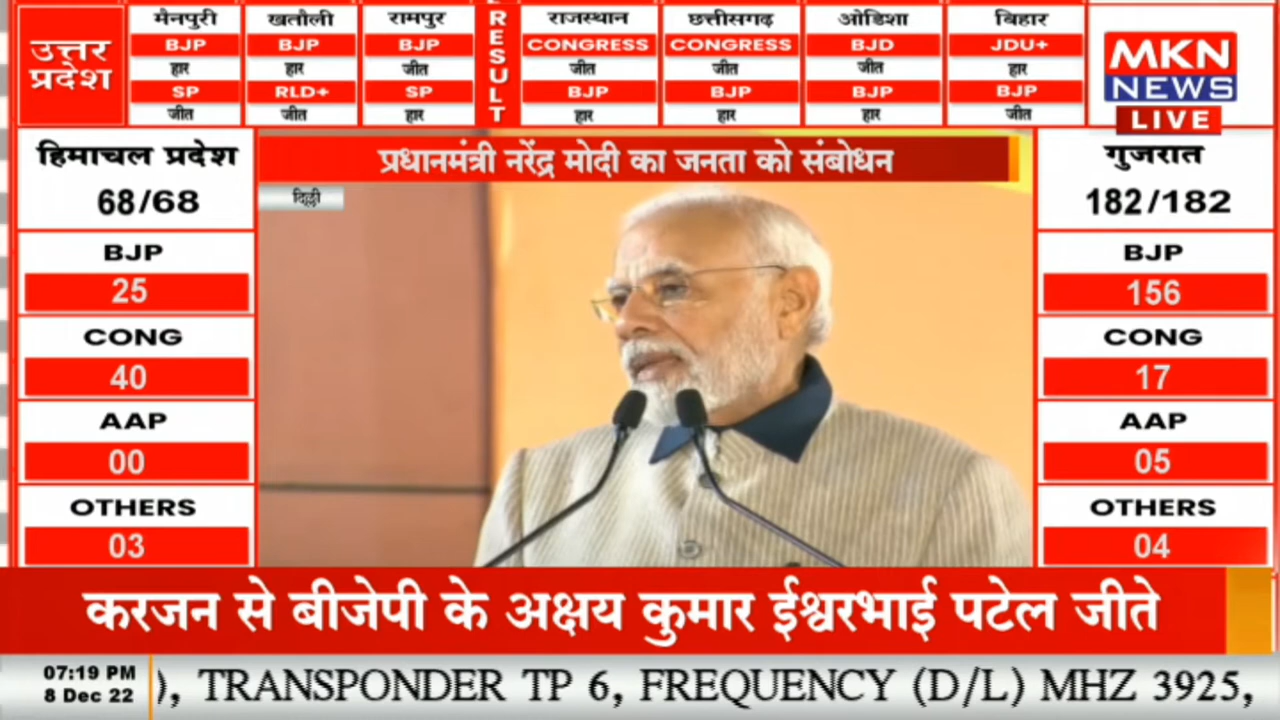 उत्तर प्रदेश
मैनपुरी
BJP
हार
SP
जीत
खतौली
BJP
हार
RLD+
जीत
रामपुर
BJP
जीत
SP
हार
RESULT
राजस्थान
CONGRESS
जीत
BJP
हार
छत्तीसगढ़
CONGRESS
जीत
BJP
हार
ओडिशा
BJD
जीत
BJP
हार
बिहार
JDU+
हार
BJP
जीत
MKN
NEWS
LIVE
हिमाचल प्रदेश
68/68
BJP
25
CONG
40
AAP
00
OTHERS
03
प्रधानमंत्री नरेंद्र मोदी का जनता को संबोधन
दिल्ली
गुजरात
182/182
BJP
156
CONG
17
AAP
05
OTHERS
04
करजन से बीजेपी के अक्षय कुमार ईश्वरभाई पटेल जीते
07:19 PM
8 Dec 22
), TRANSPONDER TP 6, FREQUENCY (D/L) MHZ 3925,